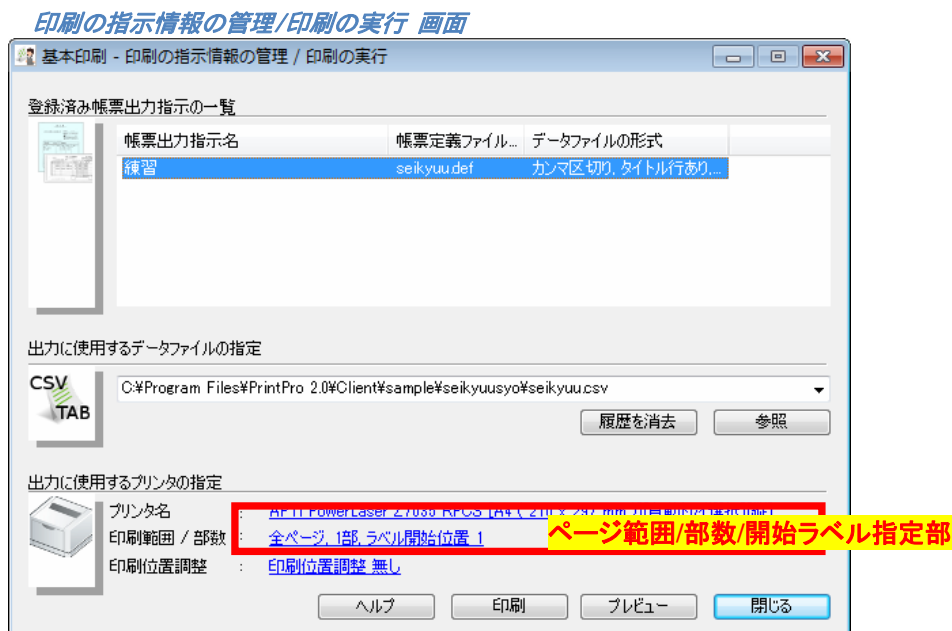 印刷の指示情報の管理/印刷の実行 画面
基本印刷 - 印刷の指示情報の管理 / 印刷の実行
登録済み帳票出力指示の一覧
帳票出力指示名 帳票定義ファイル... データファイルの形式
練習 seikyuu.def カンマ区切り, タイトル行あり,...
出力に使用するデータファイルの指定
CSV
TAB
C:¥Program Files¥PrintPro 2.0¥Client¥sample¥seikyuusyo¥seikyuu.csv
履歴を消去 参照
出力に使用するプリンタの指定
プリンタ名 :
印刷範囲 / 部数 : 全ページ, 1部, ラベル開始位置 1
ページ範囲/部数/開始ラベル指定部
印刷位置調整 : 印刷位置調整 無し
ヘルプ 印刷 プレビュー 閉じる